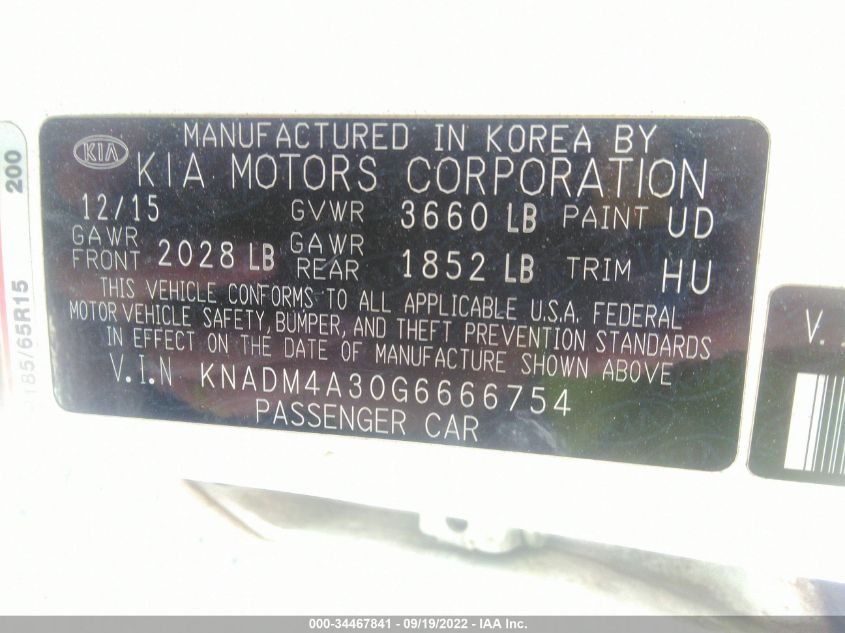 MANUFACTURED IN KOREA BY
KIA
KIA MOTORS CORPORATION
12/15 GVWR 3660 LB PAINT UD
GAWR FRONT 2028 LB GAWR REAR 1852 LB TRIM HU
THIS VEHICLE CONFORMS TO ALL APPLICABLE U.S.A. FEDERAL
MOTOR VEHICLE SAFETY, BUMPER, AND THEFT PREVENTION STANDARDS
IN EFFECT ON THE DATE OF MANUFACTURE SHOWN ABOVE
V.I.N KNADM4A30G6666754
PASSENGER CAR
200
185/65R15
V.
000-34467841 - 09/19/2022 - IAA Inc.